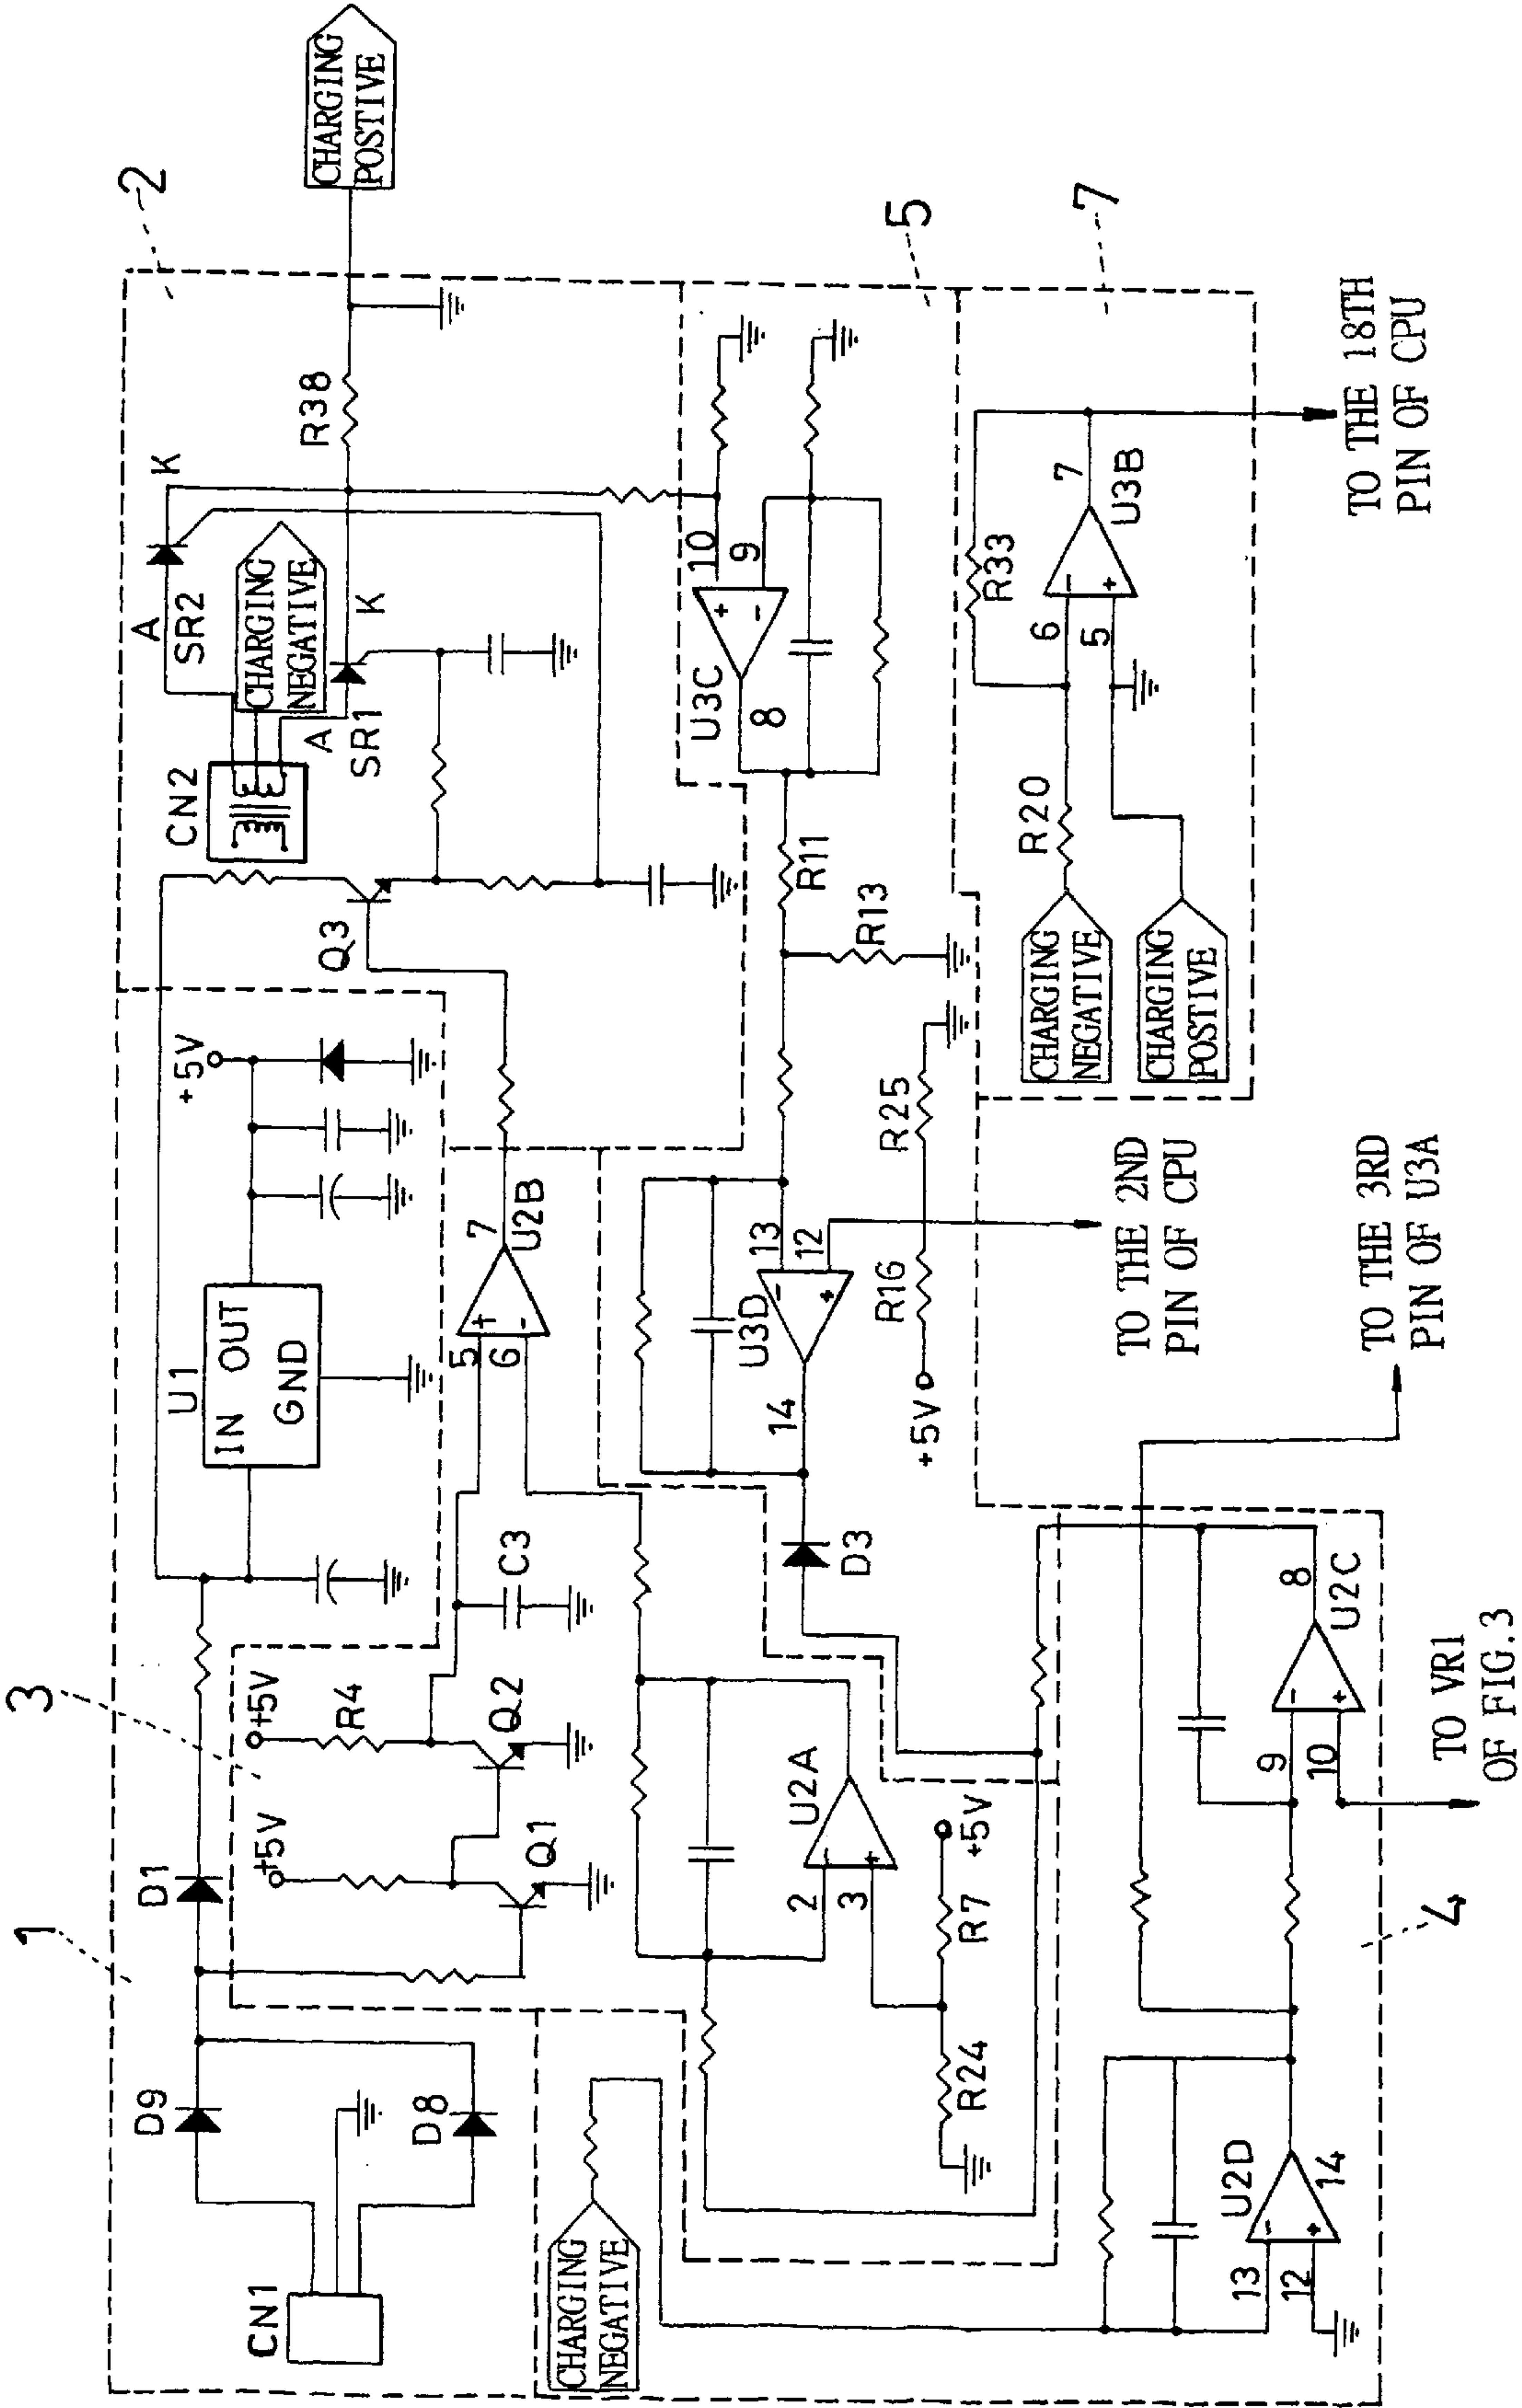 1
3
2
5
7
4
CN1
D9
D8
D1
U1
IN
OUT
GND
+5V
+5V
+5V
R4
Q1
Q2
C3
5
6
7
U2B
Q3
CN2
A
SR2
K
CHARGING
NEGATIVE
A
SR1
K
R38
CHARGING
POSTIVE
10
9
+
-
U3C
8
R11
R13
13
12
-
+
U3D
14
D3
+5V
R16
R25
TO THE 2ND
PIN OF CPU
U2A
2
3
-
+
+5V
R7
R24
CHARGING
NEGATIVE
R20
CHARGING
POSTIVE
6
5
-
+
R33
7
U3B
TO THE 18TH
PIN OF CPU
CHARGING
NEGATIVE
13
12
-
+
U2D
14
9
10
-
+
8
U2C
TO VR1
OF FIG.3
TO THE 3RD
PIN OF U3A